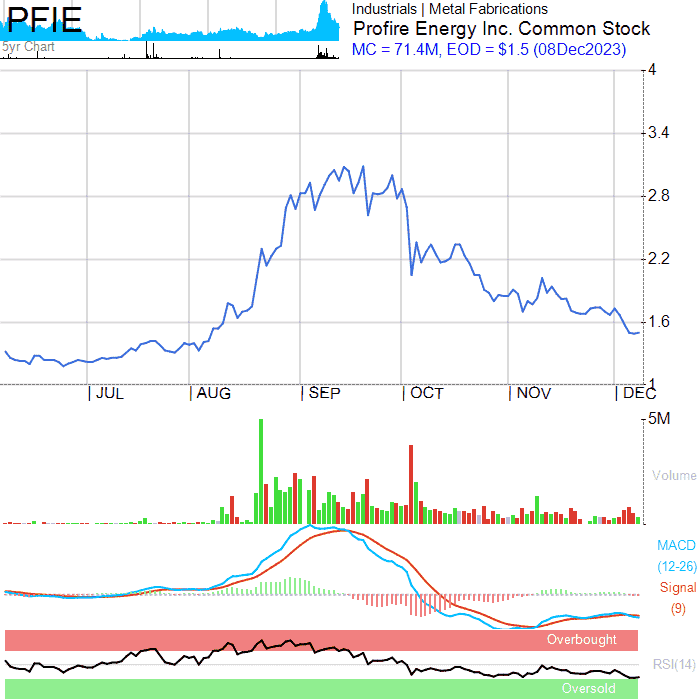 PFIE
5yr Chart
Industrials | Metal Fabrications
Profire Energy Inc. Common Stock
MC = 71.4M, EOD = $1.5 (08Dec2023)
4
3.4
2.8
2.2
1.6
1
JUL AUG SEP OCT NOV DEC
5M
Volume
MACD
(12-26)
Signal
(9)
Overbought
RSI(14)
Oversold